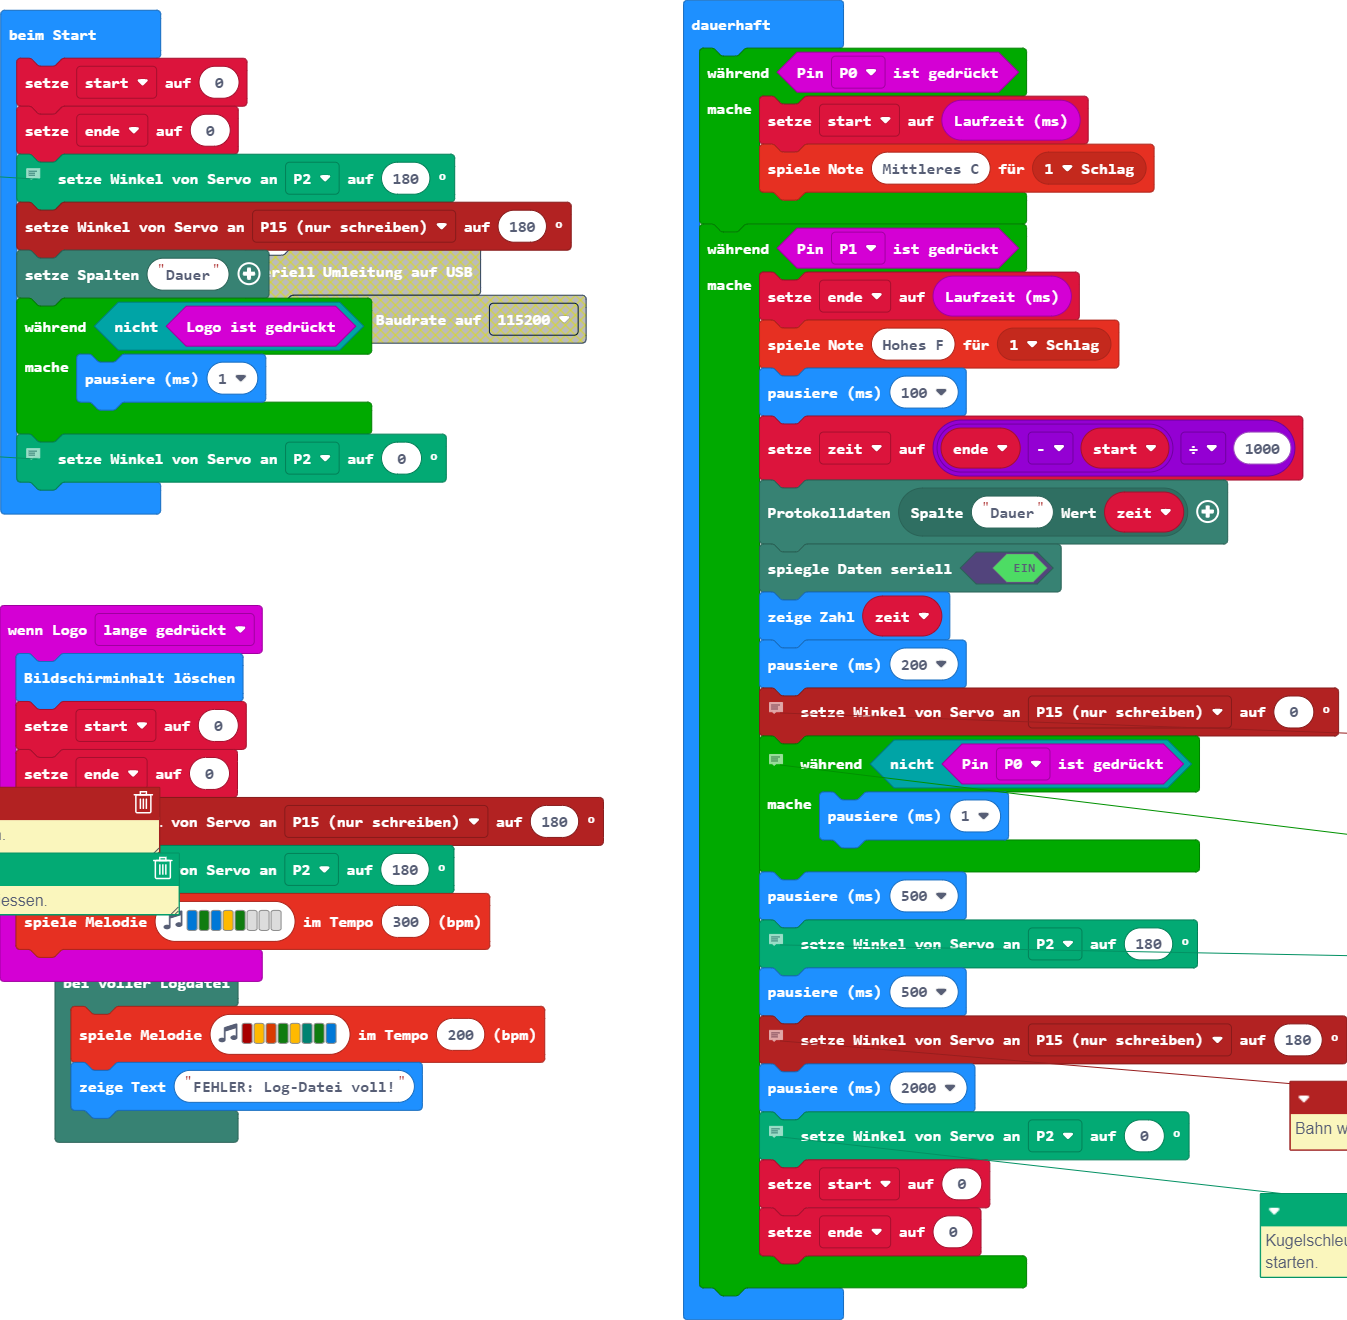 beim Start
setze start auf 0
setze ende auf 0
setze Winkel von Servo an P2 auf 180 °
setze Winkel von Servo an P15 (nur schreiben) auf 180 °
setze Spalten "Dauer"
Umleitung auf USB
während nicht Logo ist gedrückt
Baudrate auf 115200
mache pausiere (ms) 1
setze Winkel von Servo an P2 auf 0 °
wenn Logo lange gedrückt
Bildschirminhalt löschen
setze start auf 0
setze ende auf 0
von Servo an P15 (nur schreiben) auf 180 °
on Servo an P2 auf 180 °
essen.
spiele Melodie im Tempo 300 (bpm)
bei voller Logdatei
spiele Melodie im Tempo 200 (bpm)
zeige Text "FEHLER: Log-Datei voll!"
dauerhaft
während Pin P0 ist gedrückt
mache setze start auf Laufzeit (ms)
spiele Note Mittleres C für 1 Schlag
während Pin P1 ist gedrückt
mache setze ende auf Laufzeit (ms)
spiele Note Hohes F für 1 Schlag
pausiere (ms) 100
setze zeit auf ende - start ÷ 1000
Protokolldaten Spalte "Dauer" Wert zeit
spiegle Daten seriell EIN
zeige Zahl zeit
pausiere (ms) 200
setze Winkel von Servo an P15 (nur schreiben) auf 0 °
während nicht Pin P0 ist gedrückt
mache pausiere (ms) 1
pausiere (ms) 500
setze Winkel von Servo an P2 auf 180 °
pausiere (ms) 500
setze Winkel von Servo an P15 (nur schreiben) auf 180 °
pausiere (ms) 2000
Bahn w
setze Winkel von Servo an P2 auf 0 °
setze start auf 0
setze ende auf 0
Kugelschleu
starten.